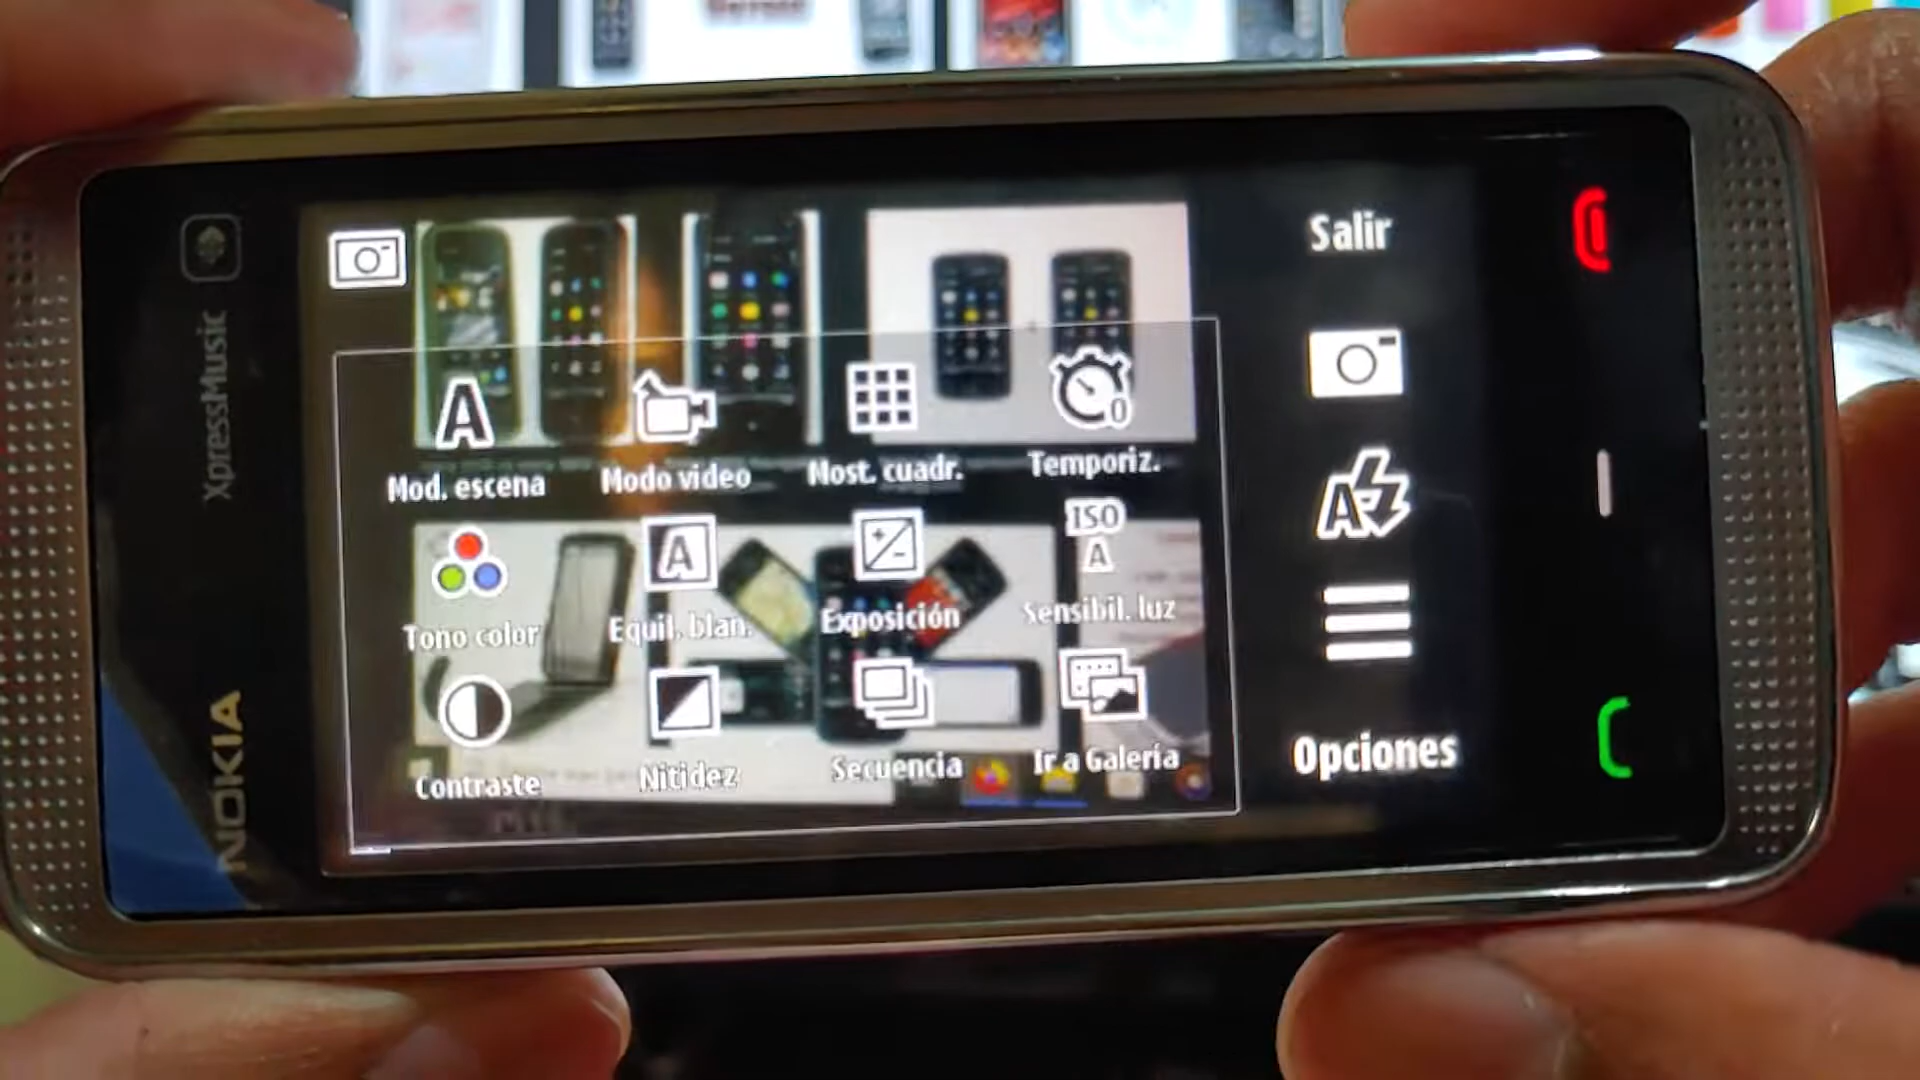 XpressMusic
NOKIA
Salir
A
A
0
Mod. escena
Modo video
Most. cuadr.
Temporiz.
A
ISO
A
Tono color
Equil. blan.
Exposición
Sensibil. luz
Contraste
Nitidez
Secuencia
Ir a Galería
Opciones